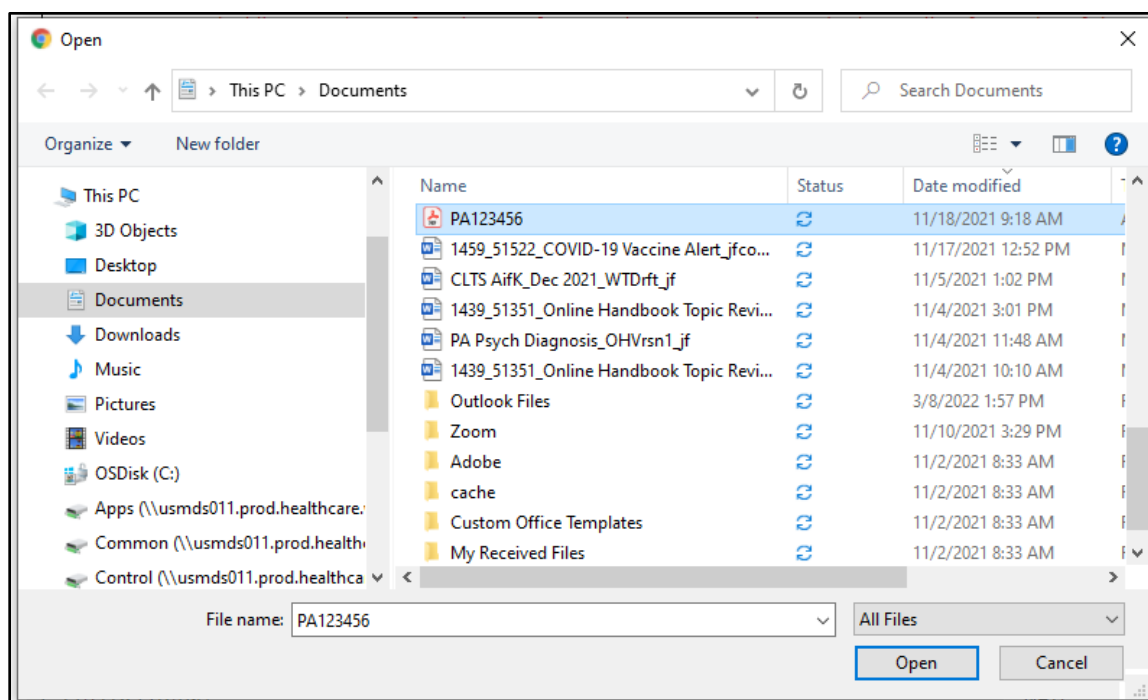 Open
This PC > Documents
Search Documents
Organize
New folder
Name Status Date modified
This PC
3D Objects
Desktop
Documents
Downloads
Music
Pictures
Videos
OSDisk (C:)
Apps (\\usmds011.prod.healthcare.
Common (\\usmds011.prod.health
Control (\\usmds011.prod.healthca
PA123456 11/18/2021 9:18 AM
1459_51522_COVID-19 Vaccine Alert_jfco... 11/17/2021 12:52 PM
CLTS AifK_Dec 2021_WTDrft_jf 11/5/2021 1:02 PM
1439_51351_Online Handbook Topic Revi... 11/4/2021 3:01 PM
PA Psych Diagnosis_OHVrsn1_jf 11/4/2021 11:48 AM
1439_51351_Online Handbook Topic Revi... 11/4/2021 10:10 AM
Outlook Files 3/8/2022 1:57 PM
Zoom 11/10/2021 3:29 PM
Adobe 11/2/2021 8:33 AM
cache 11/2/2021 8:33 AM
Custom Office Templates 11/2/2021 8:33 AM
My Received Files 11/2/2021 8:33 AM
File name: PA123456
All Files
Open
Cancel